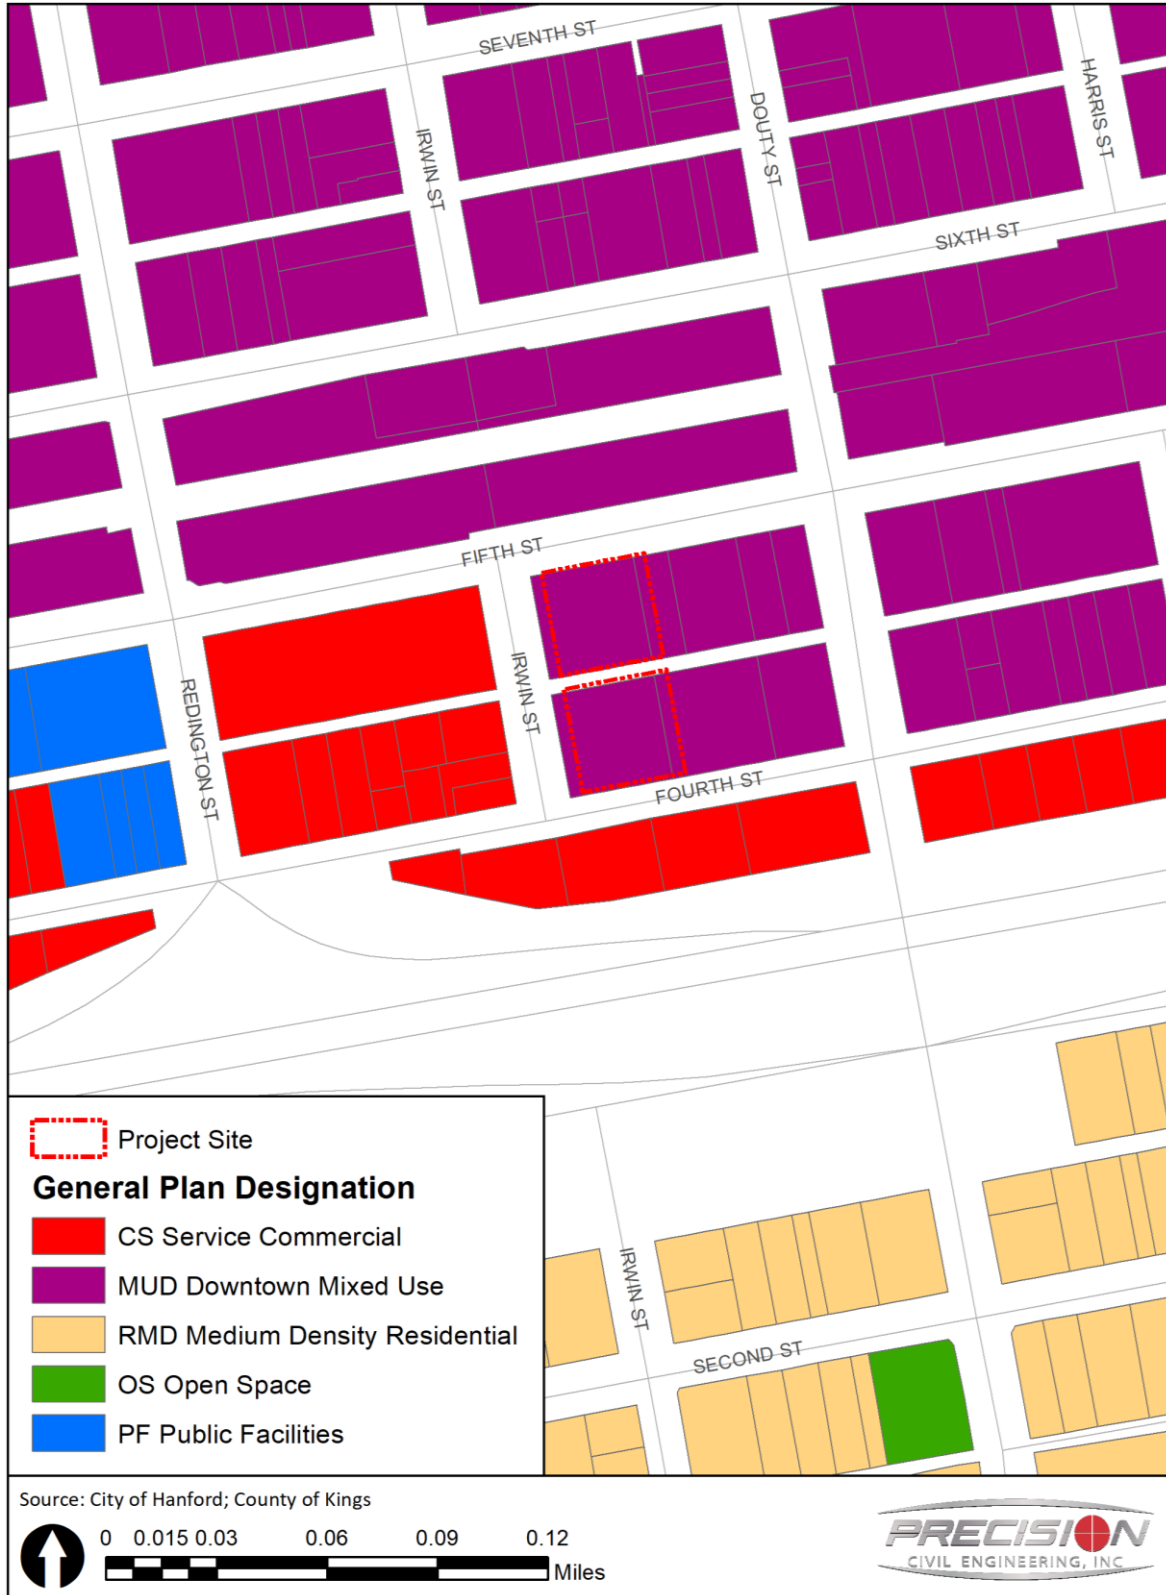 SEVENTH ST
HARRIS ST
DOUTY ST
IRWIN ST
SIXTH ST
FIFTH ST
IRWIN ST
REDINGTON ST
FOURTH ST
IRWIN ST
SECOND ST
Project Site
General Plan Designation
CS Service Commercial
MUD Downtown Mixed Use
RMD Medium Density Residential
OS Open Space
PF Public Facilities
Source: City of Hanford; County of Kings
0 0.015 0.03 0.06 0.09 0.12
Miles
PRECISION
CIVIL ENGINEERING, INC